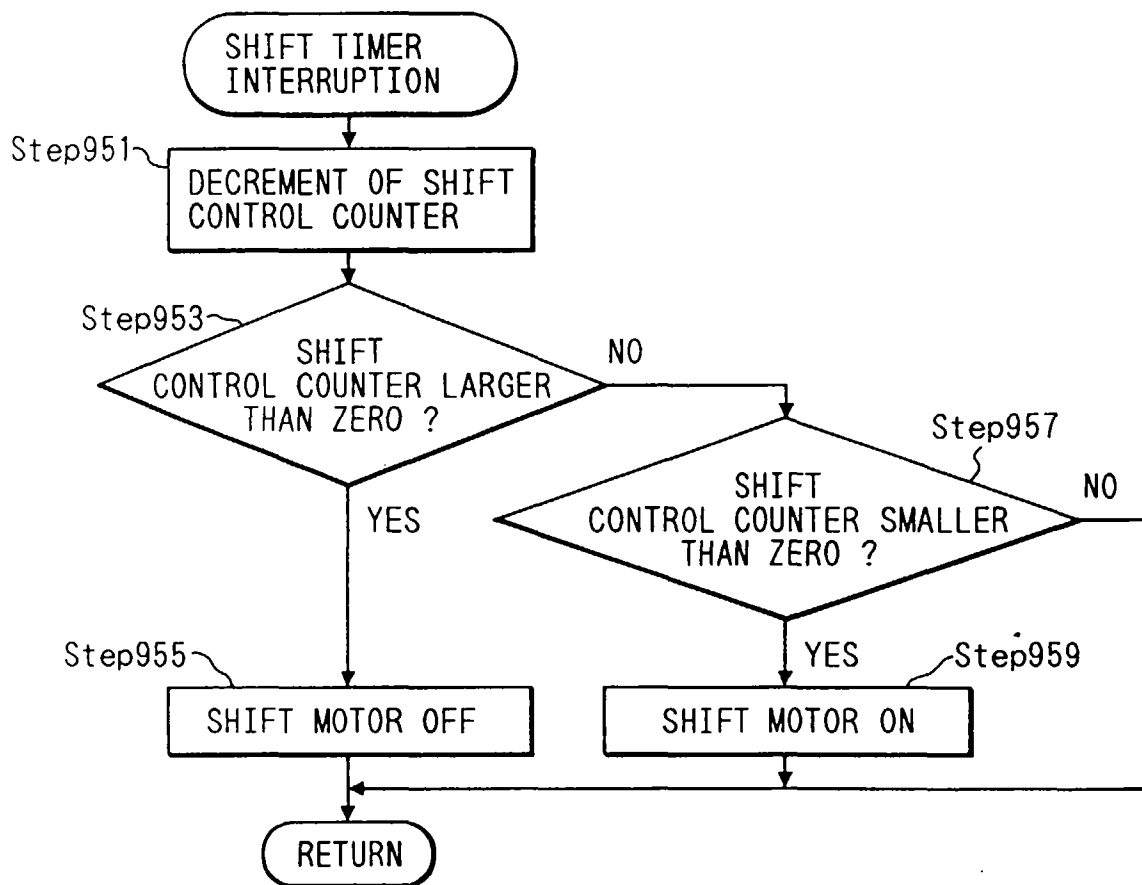 SHIFT TIMER
INTERRUPTION
Step951
DECREMENT OF SHIFT
CONTROL COUNTER
Step953
SHIFT
CONTROL COUNTER LARGER
THAN ZERO ?
NO
YES
Step957
SHIFT
CONTROL COUNTER SMALLER
THAN ZERO ?
NO
YES
Step955
SHIFT MOTOR OFF
Step959
SHIFT MOTOR ON
RETURN